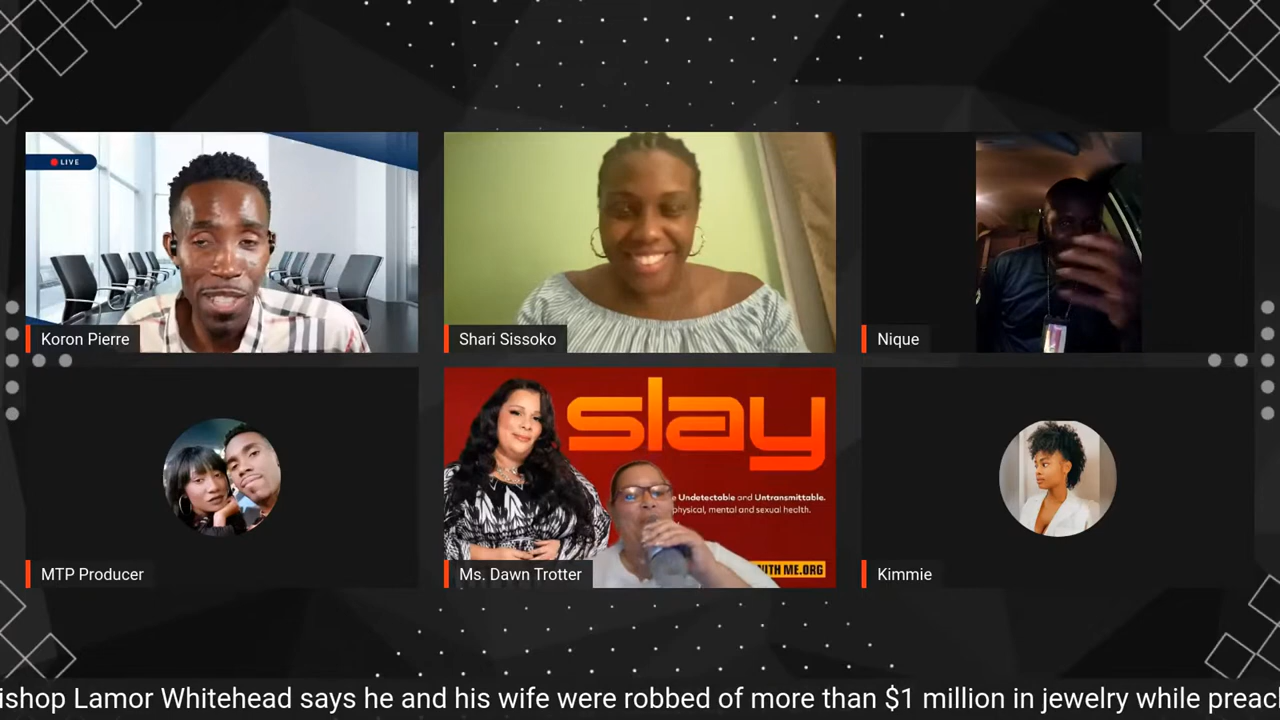 LIVE
Koron Pierre
Shari Sissoko
Nique
MTP Producer
slay
Undetectable and Untransmittable.
physical, mental and sexual health.
ME.ORG
Ms. Dawn Trotter
Kimmie
ishop Lamor Whitehead says he and his wife were robbed of more than $1 million in jewelry while preac